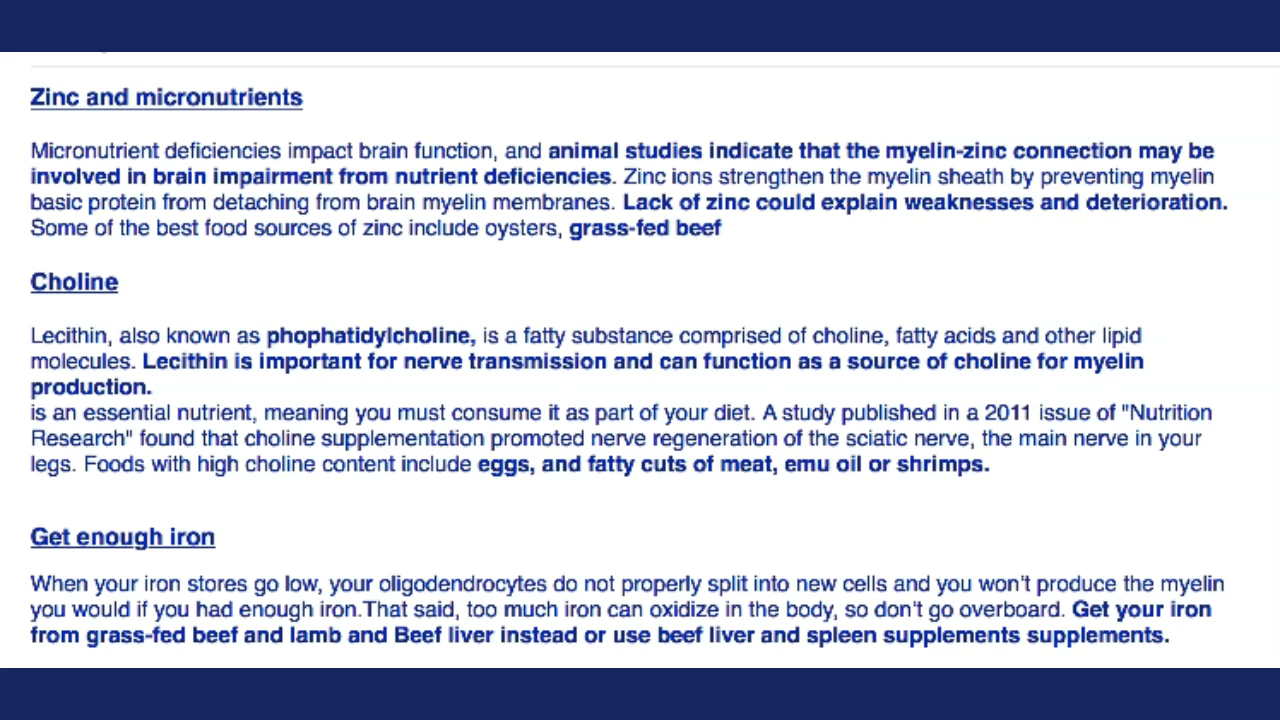 Zinc and micronutrients
Micronutrient deficiencies impact brain function, and animal studies indicate that the myelin-zinc connection may be
involved in brain impairment from nutrient deficiencies. Zinc ions strengthen the myelin sheath by preventing myelin
basic protein from detaching from brain myelin membranes. Lack of zinc could explain weaknesses and deterioration.
Some of the best food sources of zinc include oysters, grass-fed beef
Choline
Lecithin, also known as phophatidylcholine, is a fatty substance comprised of choline, fatty acids and other lipid
molecules. Lecithin is important for nerve transmission and can function as a source of choline for myelin
production.
is an essential nutrient, meaning you must consume it as part of your diet. A study published in a 2011 issue of "Nutrition
Research" found that choline supplementation promoted nerve regeneration of the sciatic nerve, the main nerve in your
legs. Foods with high choline content include eggs, and fatty cuts of meat, emu oil or shrimps.
Get enough iron
When your iron stores go low, your oligodendrocytes do not properly split into new cells and you won't produce the myelin
you would if you had enough iron.That said, too much iron can oxidize in the body, so don't go overboard. Get your iron
from grass-fed beef and lamb and Beef liver instead or use beef liver and spleen supplements supplements.